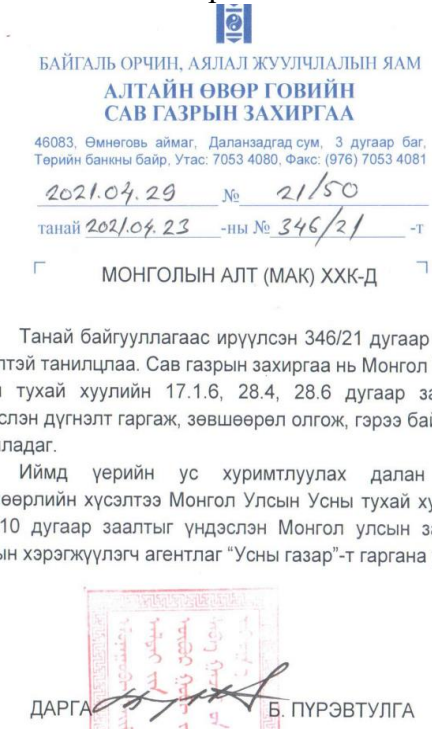 БАЙГАЛЬ ОРЧИН, АЯЛАЛ ЖУУЛЧЛАЛЫН ЯАМ
АЛТАЙН ӨВӨР ГОВИЙН
САВ ГАЗРЫН ЗАХИРГАА
46083, Өмнөговь аймаг, Даланзадгад сум, 3 дугаар баг,
Төрийн банкны байр, Утас: 7053 4080, Факс: (976) 7053 4081
2021.04.29 № 21/50
танай 2021.04.23 -ны № 346/21 -т
МОНГОЛЫН АЛТ (МАК) ХХК-Д
Танай байгууллагаас ирүүлсэн 346/21 дугаар
лтэй танилцлаа. Сав газрын захиргаа нь Монгол
н тухай хуулийн 17.1.6, 28.4, 28.6 дугаар за
слэн дүгнэлт гаргаж, зөвшөөрөл олгож, гэрээ бай
ладаг.
Иймд үерийн ус хуримтлуулах далан
өөрлийн хүсэлтээ Монгол Улсын Усны тухай ху
10 дугаар заалтыг үндэслэн Монгол улсын за
ын хэрэгжүүлэгч агентлаг “Усны газар”-т гаргана
ДАРГА Б. ПҮРЭВТУЛГА